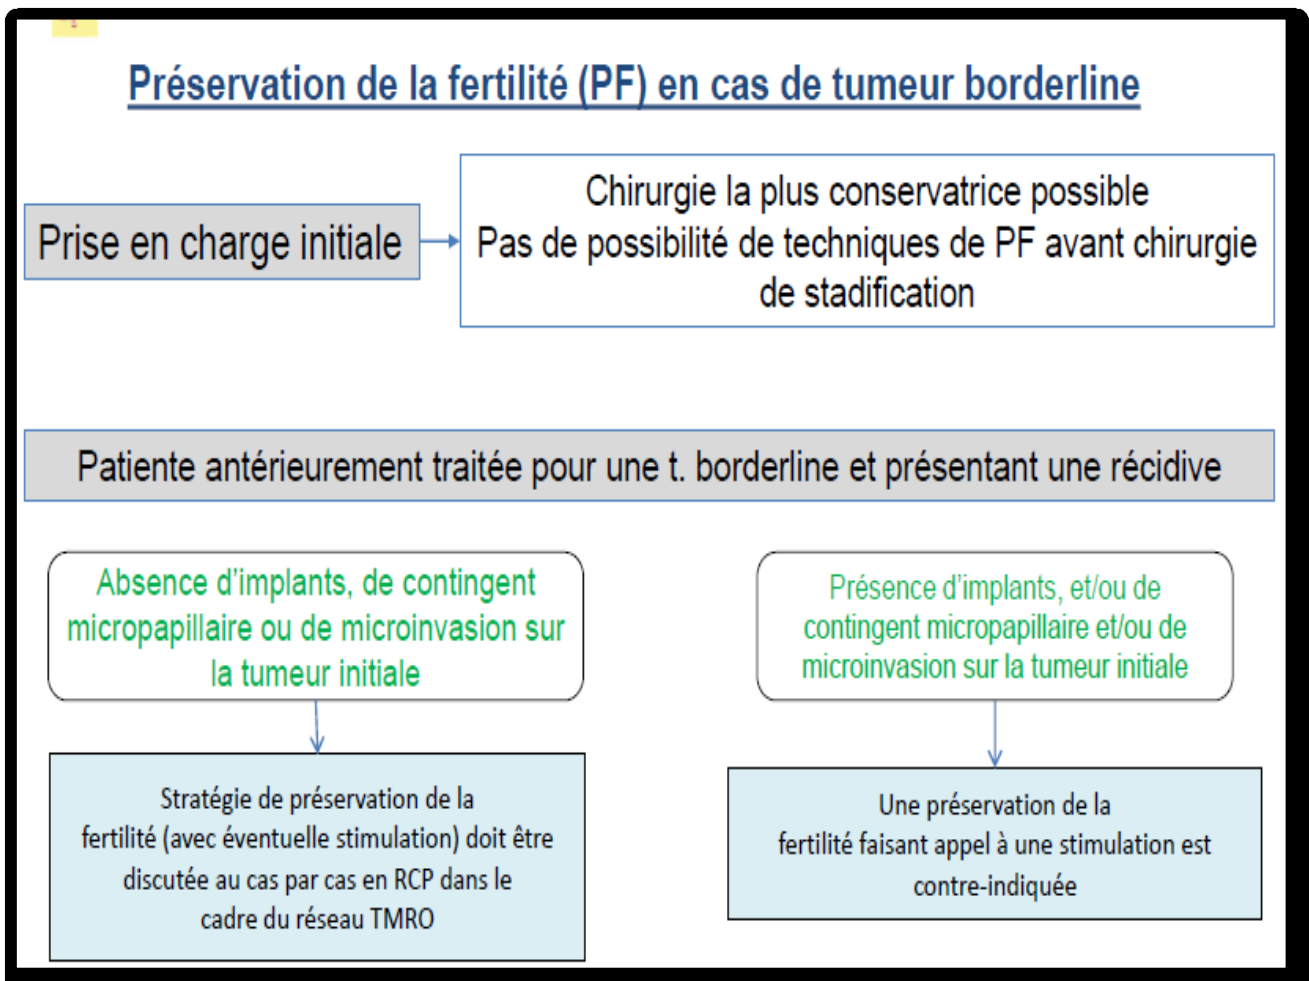 Préservation de la fertilité (PF) en cas de tumeur borderline
Prise en charge initiale
Chirurgie la plus conservatrice possible
Pas de possibilité de techniques de PF avant chirurgie
de stadification
Patiente antérieurement traitée pour une t. borderline et présentant une récidive
Absence d'implants, de contingent
micropapillaire ou de microinvasion sur
la tumeur initiale
Présence d'implants, et/ou de
contingent micropapillaire et/ou de
microinvasion sur la tumeur initiale
Stratégie de préservation de la
fertilité (avec éventuelle stimulation) doit être
discutée au cas par cas en RCP dans le
cadre du réseau TMRO
Une préservation de la
fertilité faisant appel à une stimulation est
contre-indiquée